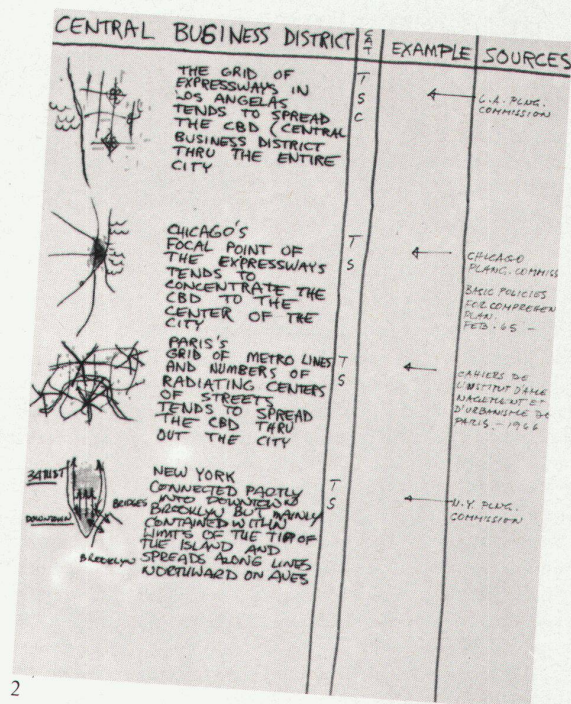 CENTRAL BUSINESS DISTRICT
CAT
EXAMPLE
SOURCES
THE GRID OF
EXPRESSWAYS IN
LOS ANGELAS
TENDS TO SPREAD
THE CBD (CENTRAL
BUSINESS DISTRICT
THRU THE ENTIRE
CITY
T
S
C
L.A. PLNG.
COMMISSION
CHICAGO'S
FOCAL POINT OF
THE EXPRESSWAYS
TENDS TO
CONCENTRATE THE
CBD TO THE
CENTER OF THE
CITY
T
S
CHICAGO
PLANG. COMMISS
BASIC POLICIES
FOR COMPREGEN
PLAN.
FEB. 65 -
PARIS'S
GRID OF METRO LINES
AND NUMBERS OF
RADIATING CENTERS
OF STREETS
TENDS TO SPREAD
THE CBD THRU
OUT THE CITY
T
S
CAHIERS DE
L'INSTITUT D'AME
NAGEMENT ET
D'URBANISME DE
PARIS. - 1966
34TH ST
DOWNTOWN
BRIDGES
BROOKLYN
NEW YORK
CONNECTED PARTLY
INTO DOWNTOWN
BROOKLYN BUT MAINLY
CONTAINED WITHIN
LIMITS OF THE TIP OF
THE ISLAND AND
SPREADS ALONG LINES
NORTHWARD ON AVES
T
S
N.Y. PLNG.
COMMISSION
2